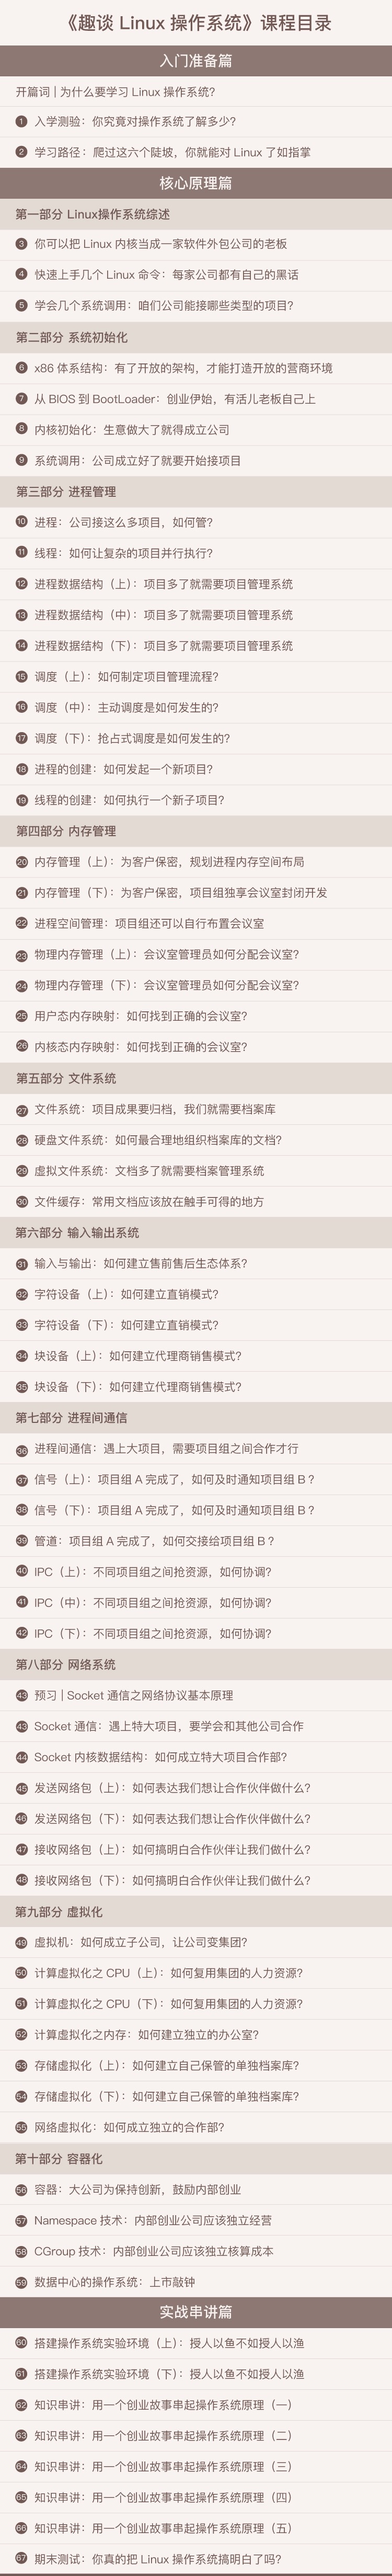 《趣谈 Linux 操作系统》课程目录
入门准备篇
开篇词 | 为什么要学习 Linux 操作系统？
1 入学测验：你究竟对操作系统了解多少？
2 学习路径：爬过这六个陡坡，你就能对 Linux 了如指掌
核心原理篇
第一部分 Linux操作系统综述
3 你可以把 Linux 内核当成一家软件外包公司的老板
4 快速上手几个 Linux 命令：每家公司都有自己的黑话
5 学会几个系统调用：咱们公司能接哪些类型的项目？
第二部分 系统初始化
6 x86 体系结构：有了开放的架构，才能打造开放的营商环境
7 从 BIOS 到 BootLoader：创业伊始，有活儿老板自己上
8 内核初始化：生意做大了就得成立公司
9 系统调用：公司成立好了就要开始接项目
第三部分 进程管理
10 进程：公司接这么多项目，如何管？
11 线程：如何让复杂的项目并行执行？
12 进程数据结构（上）：项目多了就需要项目管理系统
13 进程数据结构（中）：项目多了就需要项目管理系统
14 进程数据结构（下）：项目多了就需要项目管理系统
15 调度（上）：如何制定项目管理流程？
16 调度（中）：主动调度是如何发生的？
17 调度（下）：抢占式调度是如何发生的？
18 进程的创建：如何发起一个新项目？
19 线程的创建：如何执行一个新子项目？
第四部分 内存管理
20 内存管理（上）：为客户保密，规划进程内存空间布局
21 内存管理（下）：为客户保密，项目组独享会议室封闭开发
22 进程空间管理：项目组还可以自行布置会议室
23 物理内存管理（上）：会议室管理员如何分配会议室？
24 物理内存管理（下）：会议室管理员如何分配会议室？
25 用户态内存映射：如何找到正确的会议室？
26 内核态内存映射：如何找到正确的会议室？
第五部分 文件系统
27 文件系统：项目成果要归档，我们就需要档案库
28 硬盘文件系统：如何最合理地组织档案库的文档？
29 虚拟文件系统：文档多了就需要档案管理系统
30 文件缓存：常用文档应该放在触手可得的地方
第六部分 输入输出系统
31 输入与输出：如何建立售前售后生态体系？
32 字符设备（上）：如何建立直销模式？
33 字符设备（下）：如何建立直销模式？
34 块设备（上）：如何建立代理商销售模式？
35 块设备（下）：如何建立代理商销售模式？
第七部分 进程间通信
36 进程间通信：遇上大项目，需要项目组之间合作才行
37 信号（上）：项目组 A 完成了，如何及时通知项目组 B？
38 信号（下）：项目组 A 完成了，如何及时通知项目组 B？
39 管道：项目组 A 完成了，如何交接给项目组 B？
40 IPC（上）：不同项目组之间抢资源，如何协调？
41 IPC（中）：不同项目组之间抢资源，如何协调？
42 IPC（下）：不同项目组之间抢资源，如何协调？
第八部分 网络系统
43 预习 | Socket 通信之网络协议基本原理
43 Socket 通信：遇上特大项目，要学会和其他公司合作
44 Socket 内核数据结构：如何成立特大项目合作部？
45 发送网络包（上）：如何表达我们想让合作伙伴做什么？
46 发送网络包（下）：如何表达我们想让合作伙伴做什么？
47 接收网络包（上）：如何搞明白合作伙伴让我们做什么？
48 接收网络包（下）：如何搞明白合作伙伴让我们做什么？
第九部分 虚拟化
49 虚拟机：如何成立子公司，让公司变集团？
50 计算虚拟化之 CPU（上）：如何复用集团的人力资源？
51 计算虚拟化之 CPU（下）：如何复用集团的人力资源？
52 计算虚拟化之内存：如何建立独立的办公室？
53 存储虚拟化（上）：如何建立自己保管的单独档案库？
54 存储虚拟化（下）：如何建立自己保管的单独档案库？
55 网络虚拟化：如何成立独立的合作部？
第十部分 容器化
56 容器：大公司为保持创新，鼓励内部创业
57 Namespace 技术：内部创业公司应该独立经营
58 CGroup 技术：内部创业公司应该独立核算成本
59 数据中心的操作系统：上市敲钟
实战串讲篇
60 搭建操作系统实验环境（上）：授人以鱼不如授人以渔
61 搭建操作系统实验环境（下）：授人以鱼不如授人以渔
62 知识串讲：用一个创业故事串起操作系统原理（一）
63 知识串讲：用一个创业故事串起操作系统原理（二）
64 知识串讲：用一个创业故事串起操作系统原理（三）
65 知识串讲：用一个创业故事串起操作系统原理（四）
66 知识串讲：用一个创业故事串起操作系统原理（五）
67 期末测试：你真的把 Linux 操作系统搞明白了吗？